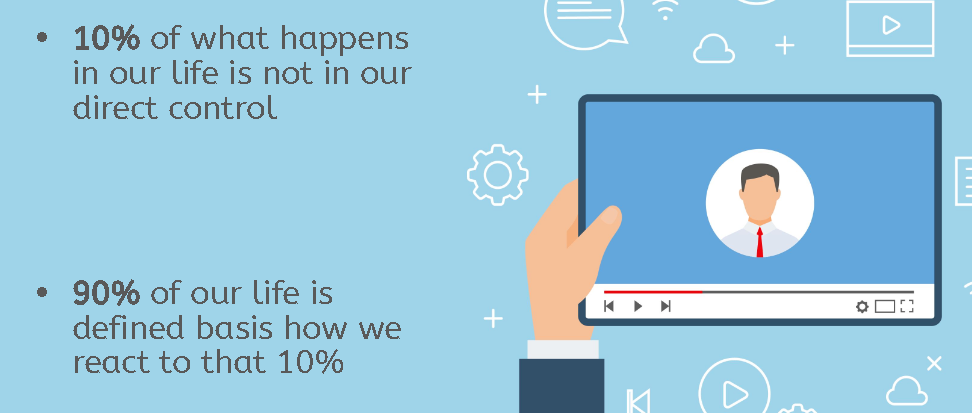 • 10% of what happens
in our life is not in our
direct control
• 90% of our life is
defined basis how we
react to that 10%